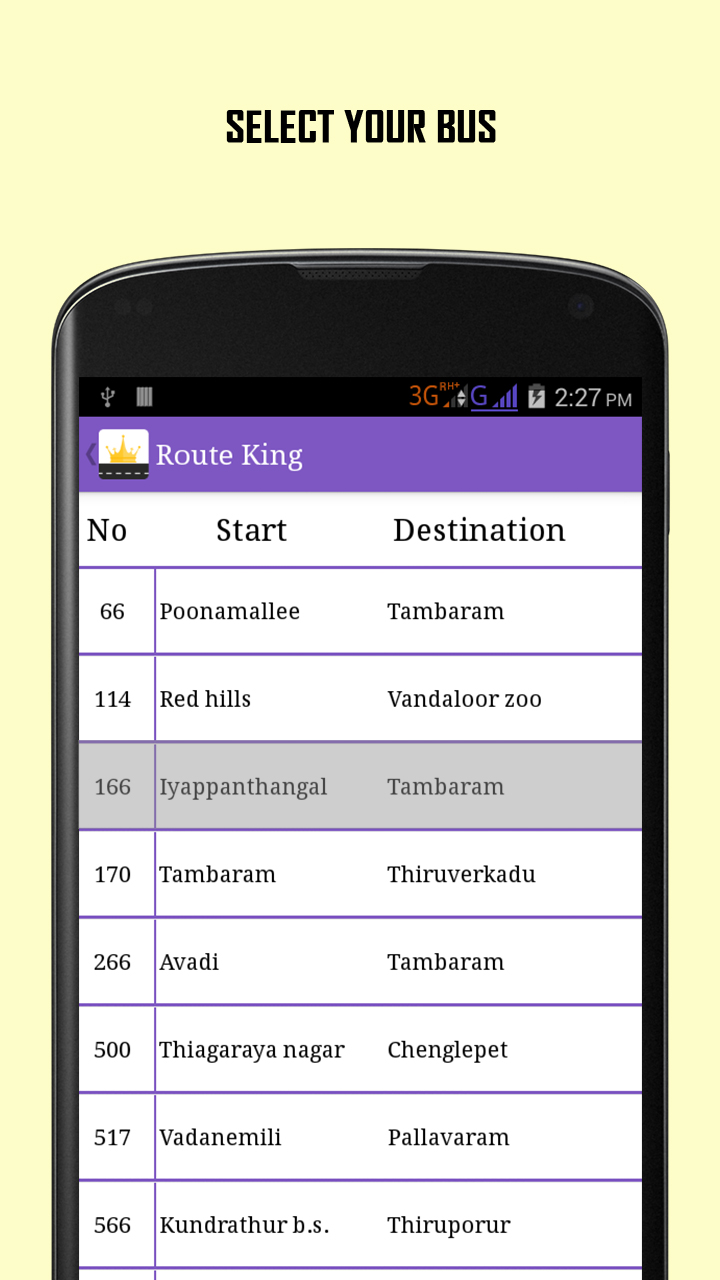 SELECT YOUR BUS
3G RH+ G 2:27 PM
Route King
No Start Destination
66 Poonamallee Tambaram
114 Red hills Vandaloor zoo
166 Iyappanthangal Tambaram
170 Tambaram Thiruverkadu
266 Avadi Tambaram
500 Thiagaraya nagar Chenglepet
517 Vadanemili Pallavaram
566 Kundrathur b.s. Thiruporur